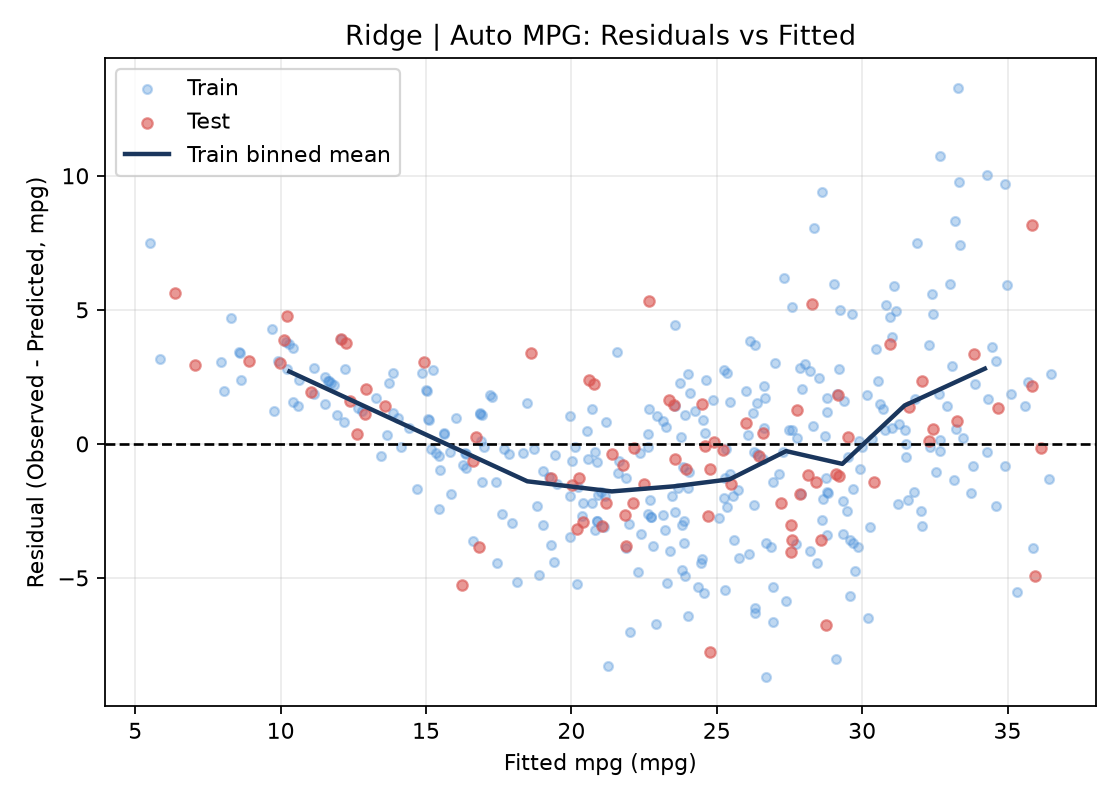 Ridge | Auto MPG: Residuals vs Fitted
Train
Test
Train binned mean
Residual (Observed - Predicted, mpg)
10
5
0
−5
5
10
15
20
25
30
35
Fitted mpg (mpg)